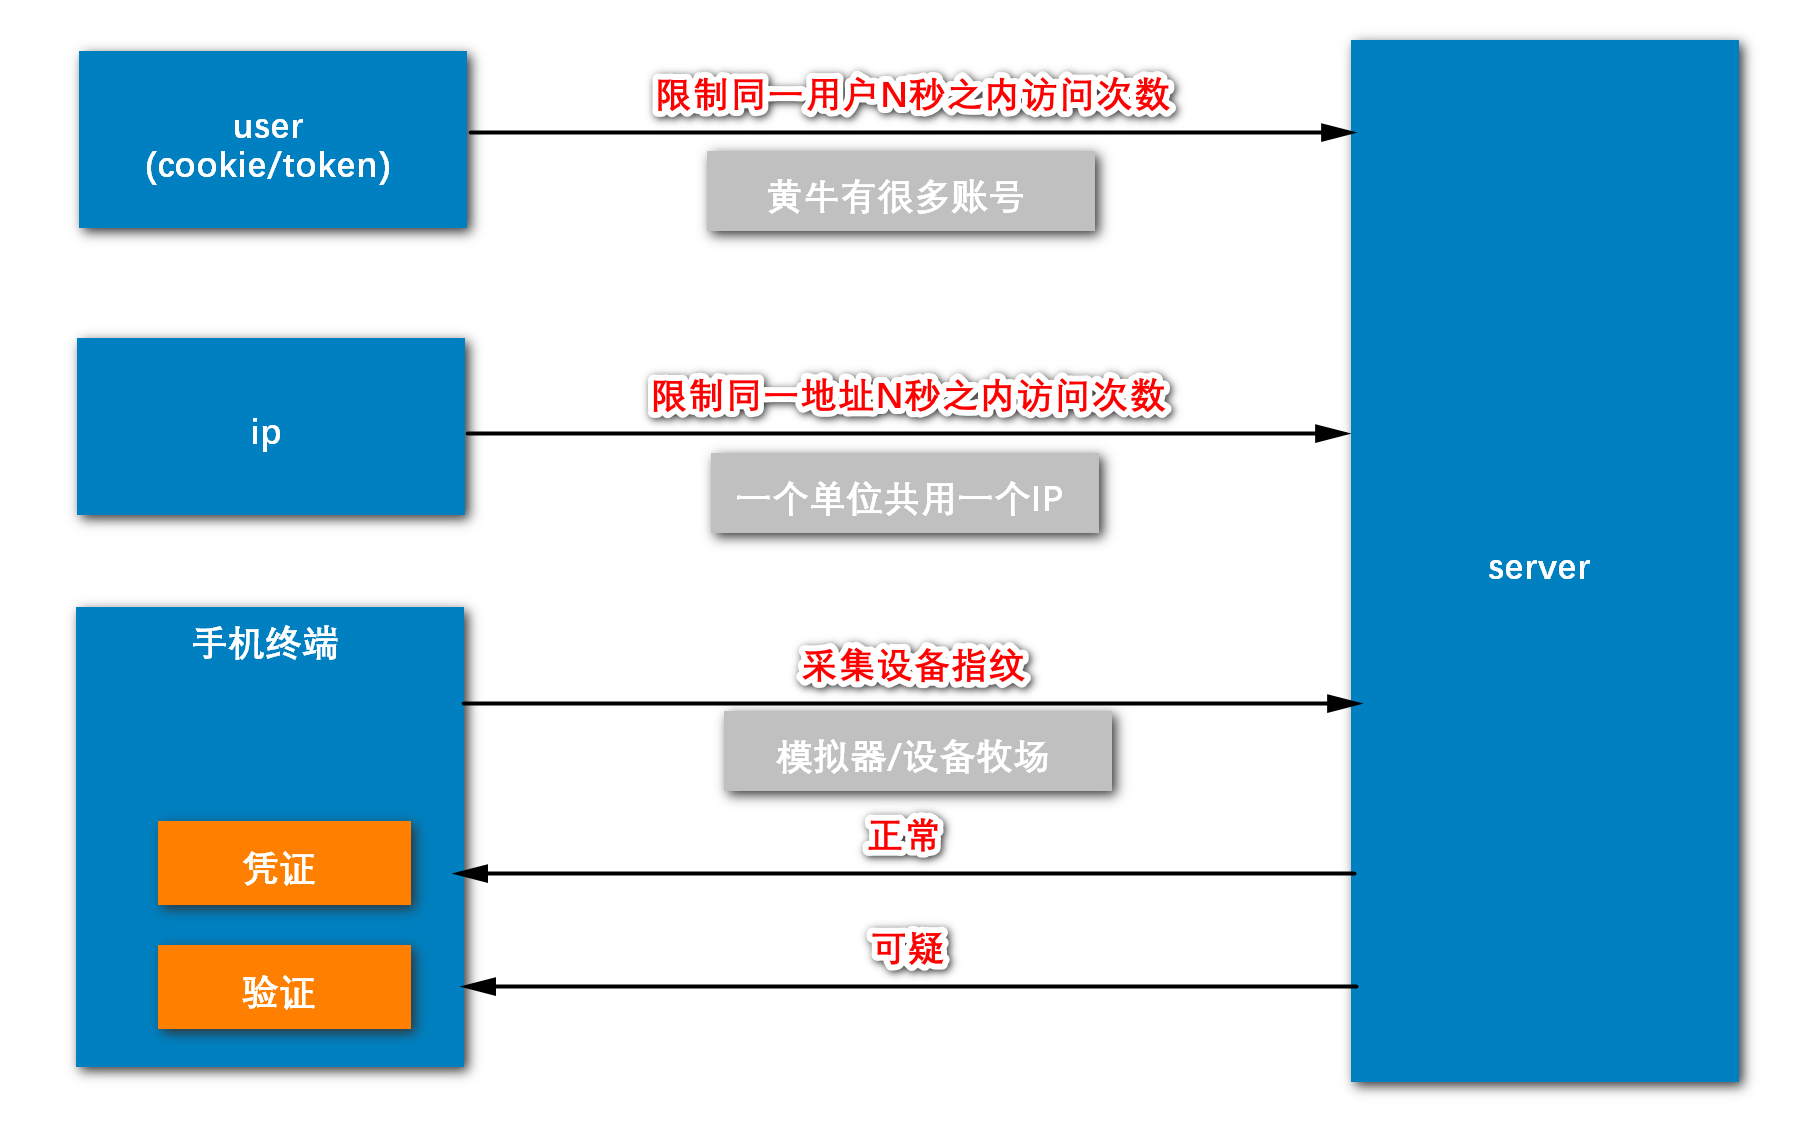 user
(cookie/token)
限制同一用户N秒之内访问次数
黄牛有很多账号
ip
限制同一地址N秒之内访问次数
一个单位共用一个IP
server
手机终端
采集设备指纹
模拟器/设备牧场
正常
凭证
可疑
验证